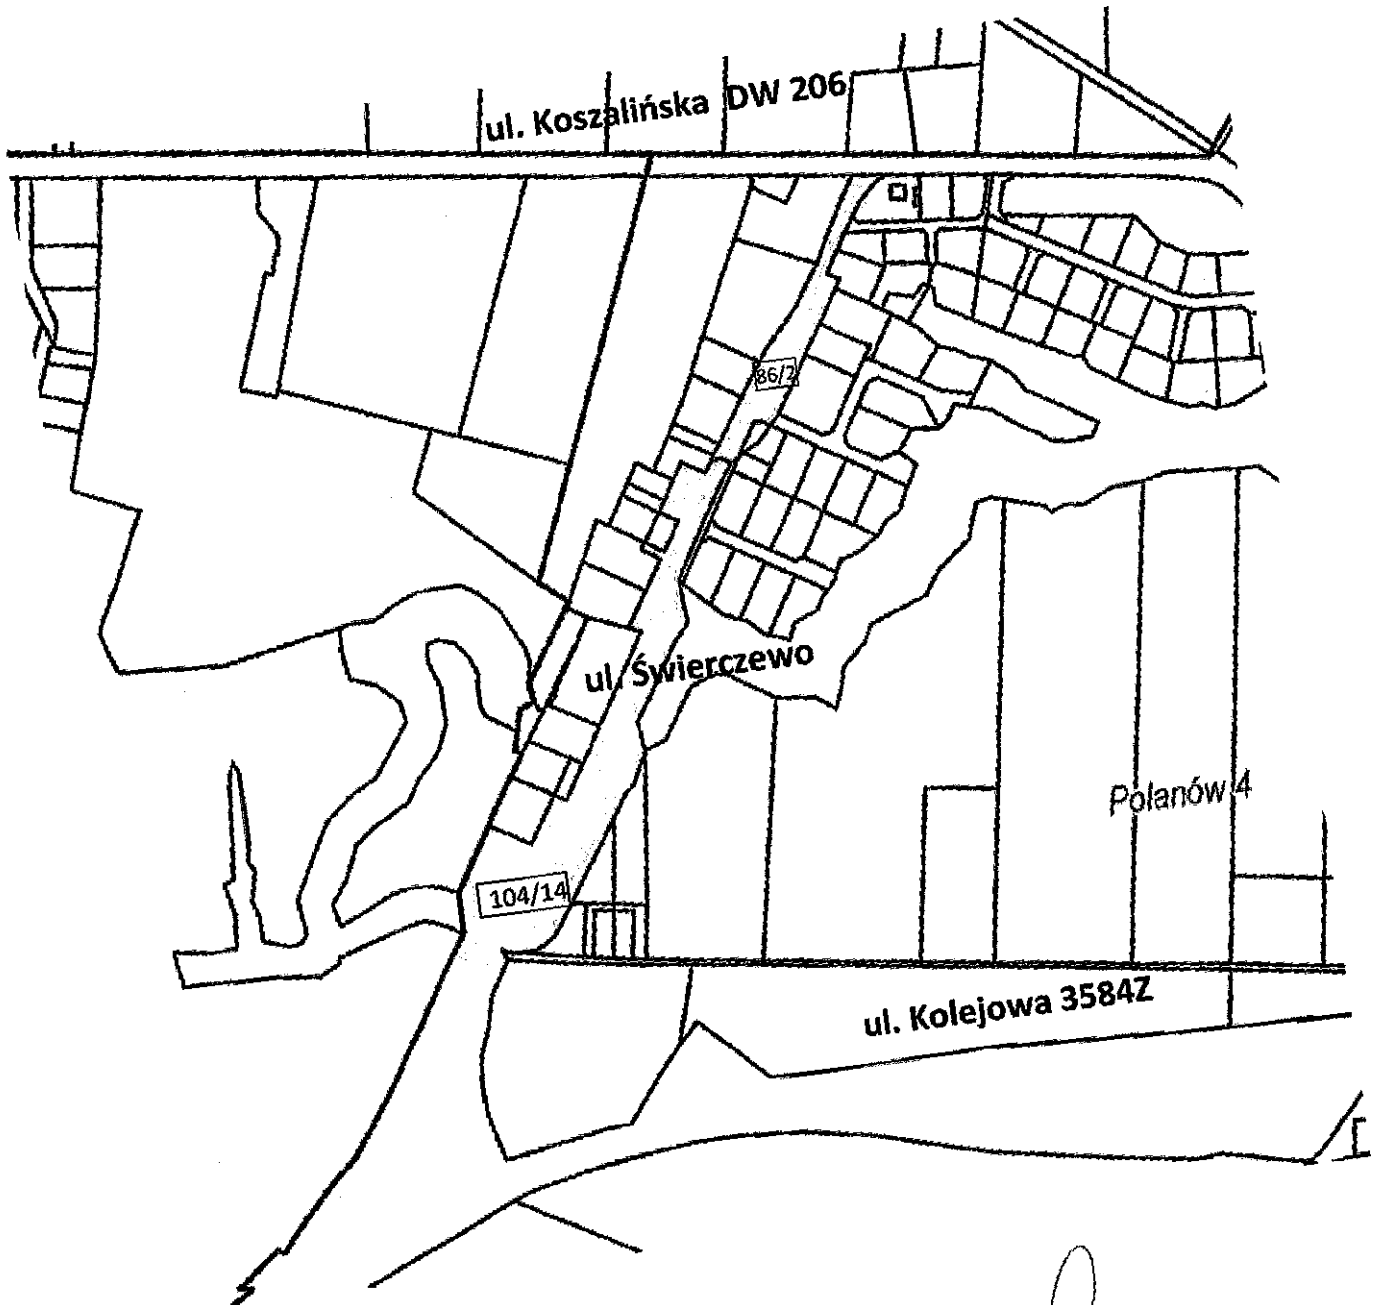 ul. Koszalińska DW 206
86/2
ul. Świerczewo
Polanów 4
104/14
ul. Kolejowa 3584Z